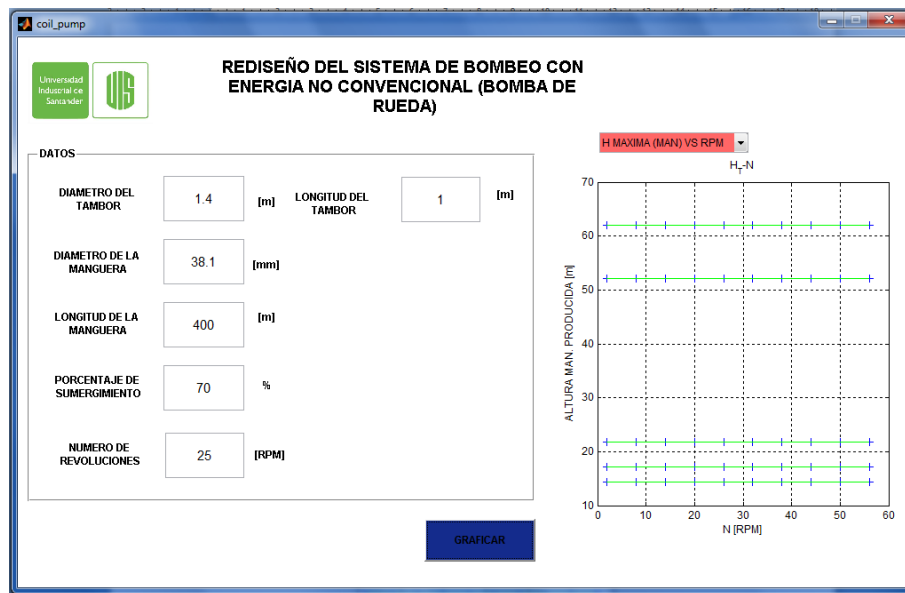 coil_pump
Universidad
Industrial de
Santander
UIS
REDISEÑO DEL SISTEMA DE BOMBEO CON
ENERGIA NO CONVENCIONAL (BOMBA DE
RUEDA)
DATOS
DIAMETRO DEL
TAMBOR
1.4
[m]
LONGITUD DEL
TAMBOR
1
[m]
DIAMETRO DE LA
MANGUERA
38.1
[mm]
LONGITUD DE LA
MANGUERA
400
[m]
PORCENTAJE DE
SUMERGIMIENTO
70
%
NUMERO DE
REVOLUCIONES
25
[RPM]
GRAFICAR
H MAXIMA (MAN) VS RPM
H_T-N
ALTURA MAN. PRODUCIDA [m]
70
60
50
40
30
20
10
0 10 20 30 40 50 60
N [RPM]